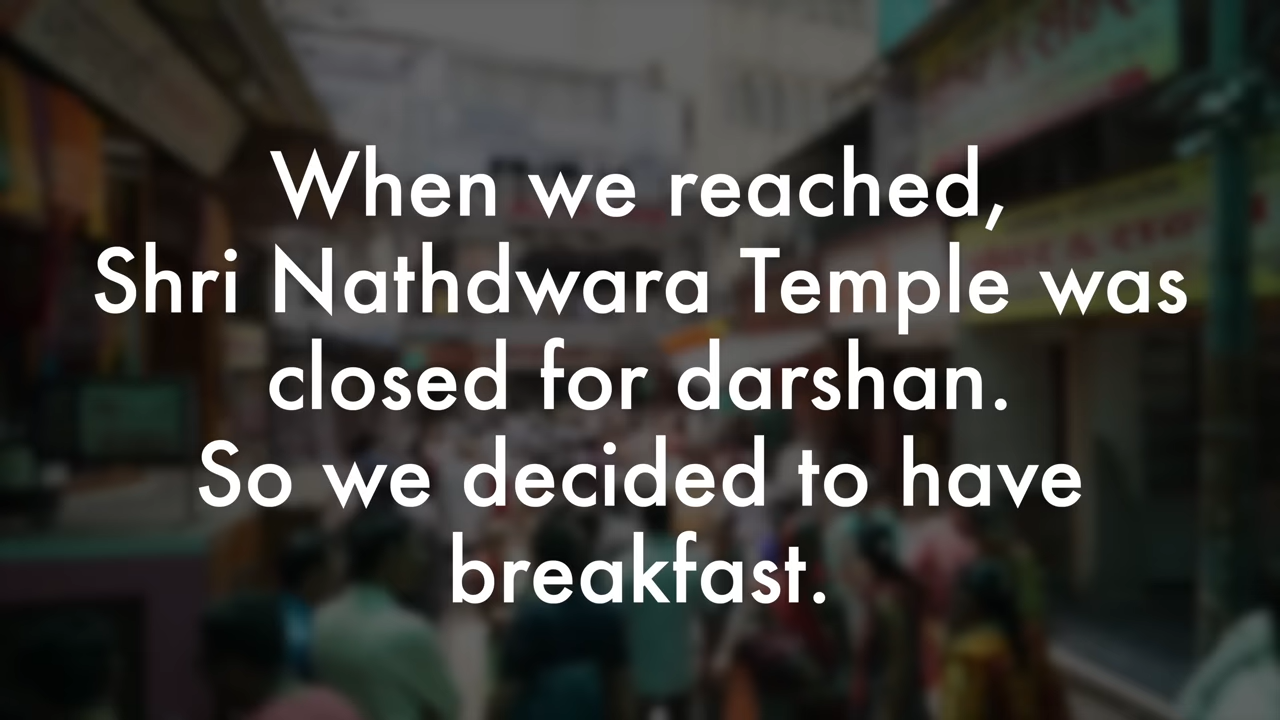 When we reached,
Shri Nathdwara Temple was
closed for darshan.
So we decided to have
breakfast.